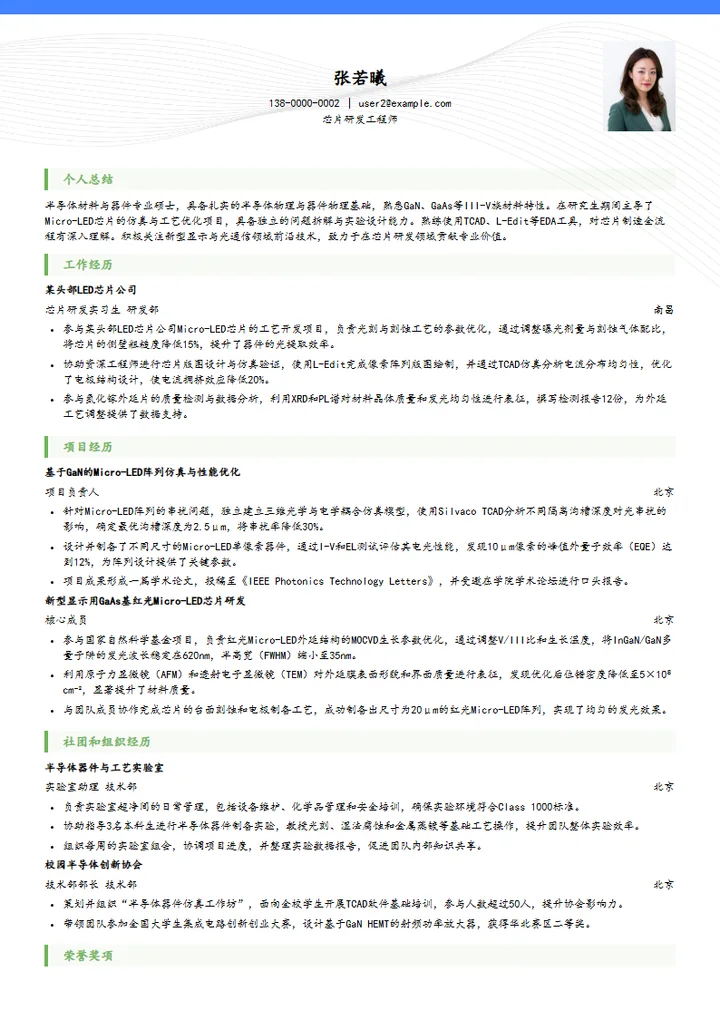 张若曦
138-0000-0002 | user2@example.com
芯片研发工程师
个人总结
半导体材料与器件专业硕士，具备扎实的半导体物理与器件物理基础，熟悉GaN、GaAs等III-V族材料特性。在研究生期间主导了
Micro-LED芯片的仿真与工艺优化项目，具备独立的问题拆解与实验设计能力。熟练使用TCAD、L-Edit等EDA工具，对芯片制造全流
程有深入理解。积极关注新型显示与光通信领域前沿技术，致力于在芯片研发领域贡献专业价值。
工作经历
某头部LED芯片公司
芯片研发实习生 研发部 南昌
• 参与某头部LED芯片公司Micro-LED芯片的工艺开发项目，负责光刻与刻蚀工艺的参数优化，通过调整曝光剂量与刻蚀气体配比，
将芯片的侧壁粗糙度降低15%，提升了器件的光提取效率。
• 协助资深工程师进行芯片版图设计与仿真验证，使用L-Edit完成像素阵列版图绘制，并通过TCAD仿真分析电流分布均匀性，优化
了电极结构设计，使电流拥挤效应降低20%。
• 参与氮化镓外延片的质量检测与数据分析，利用XRD和PL谱对材料晶体质量和发光均匀性进行表征，撰写检测报告12份，为外延
工艺调整提供了数据支持。
项目经历
基于GaN的Micro-LED阵列仿真与性能优化
项目负责人 北京
• 针对Micro-LED阵列的串扰问题，独立建立三维光学与电学耦合仿真模型，使用Silvaco TCAD分析不同隔离沟槽深度对光串扰的
影响，确定最优沟槽深度为2.5μm，将串扰率降低30%。
• 设计并制备了不同尺寸的Micro-LED单像素器件，通过I-V和EL测试评估其电光性能，发现10μm像素的峰值外量子效率（EQE）达
到12%，为阵列设计提供了关键参数。
• 项目成果形成一篇学术论文，投稿至《IEEE Photonics Technology Letters》，并受邀在学院学术论坛进行口头报告。
新型显示用GaAs基红光Micro-LED芯片研发
核心成员 北京
• 参与国家自然科学基金项目，负责红光Micro-LED外延结构的MOCVD生长参数优化，通过调整V/III比和生长温度，将InGaN/GaN多
量子阱的发光波长稳定在620nm，半高宽（FWHM）缩小至35nm。
• 利用原子力显微镜（AFM）和透射电子显微镜（TEM）对外延膜表面形貌和界面质量进行表征，发现优化后位错密度降低至5×10⁸
cm⁻²，显著提升了材料质量。
• 与团队成员协作完成芯片的台面刻蚀和电极制备工艺，成功制备出尺寸为20μm的红光Micro-LED阵列，实现了均匀的发光效果。
社团和组织经历
半导体器件与工艺实验室
实验室助理 技术部 北京
• 负责实验室超净间的日常管理，包括设备维护、化学品管理和安全培训，确保实验环境符合Class 1000标准。
• 协助指导3名本科生进行半导体器件制备实验，教授光刻、湿法腐蚀和金属蒸镀等基础工艺操作，提升团队整体实验效率。
• 组织每周的实验室组会，协调项目进度，并整理实验数据报告，促进团队内部知识共享。
校园半导体创新协会
技术部部长 技术部 北京
• 策划并组织“半导体器件仿真工作坊”，面向全校学生开展TCAD软件基础培训，参与人数超过50人，提升协会影响力。
• 带领团队参加全国大学生集成电路创新创业大赛，设计基于GaN HEMT的射频功率放大器，获得华北赛区二等奖。
荣誉奖项